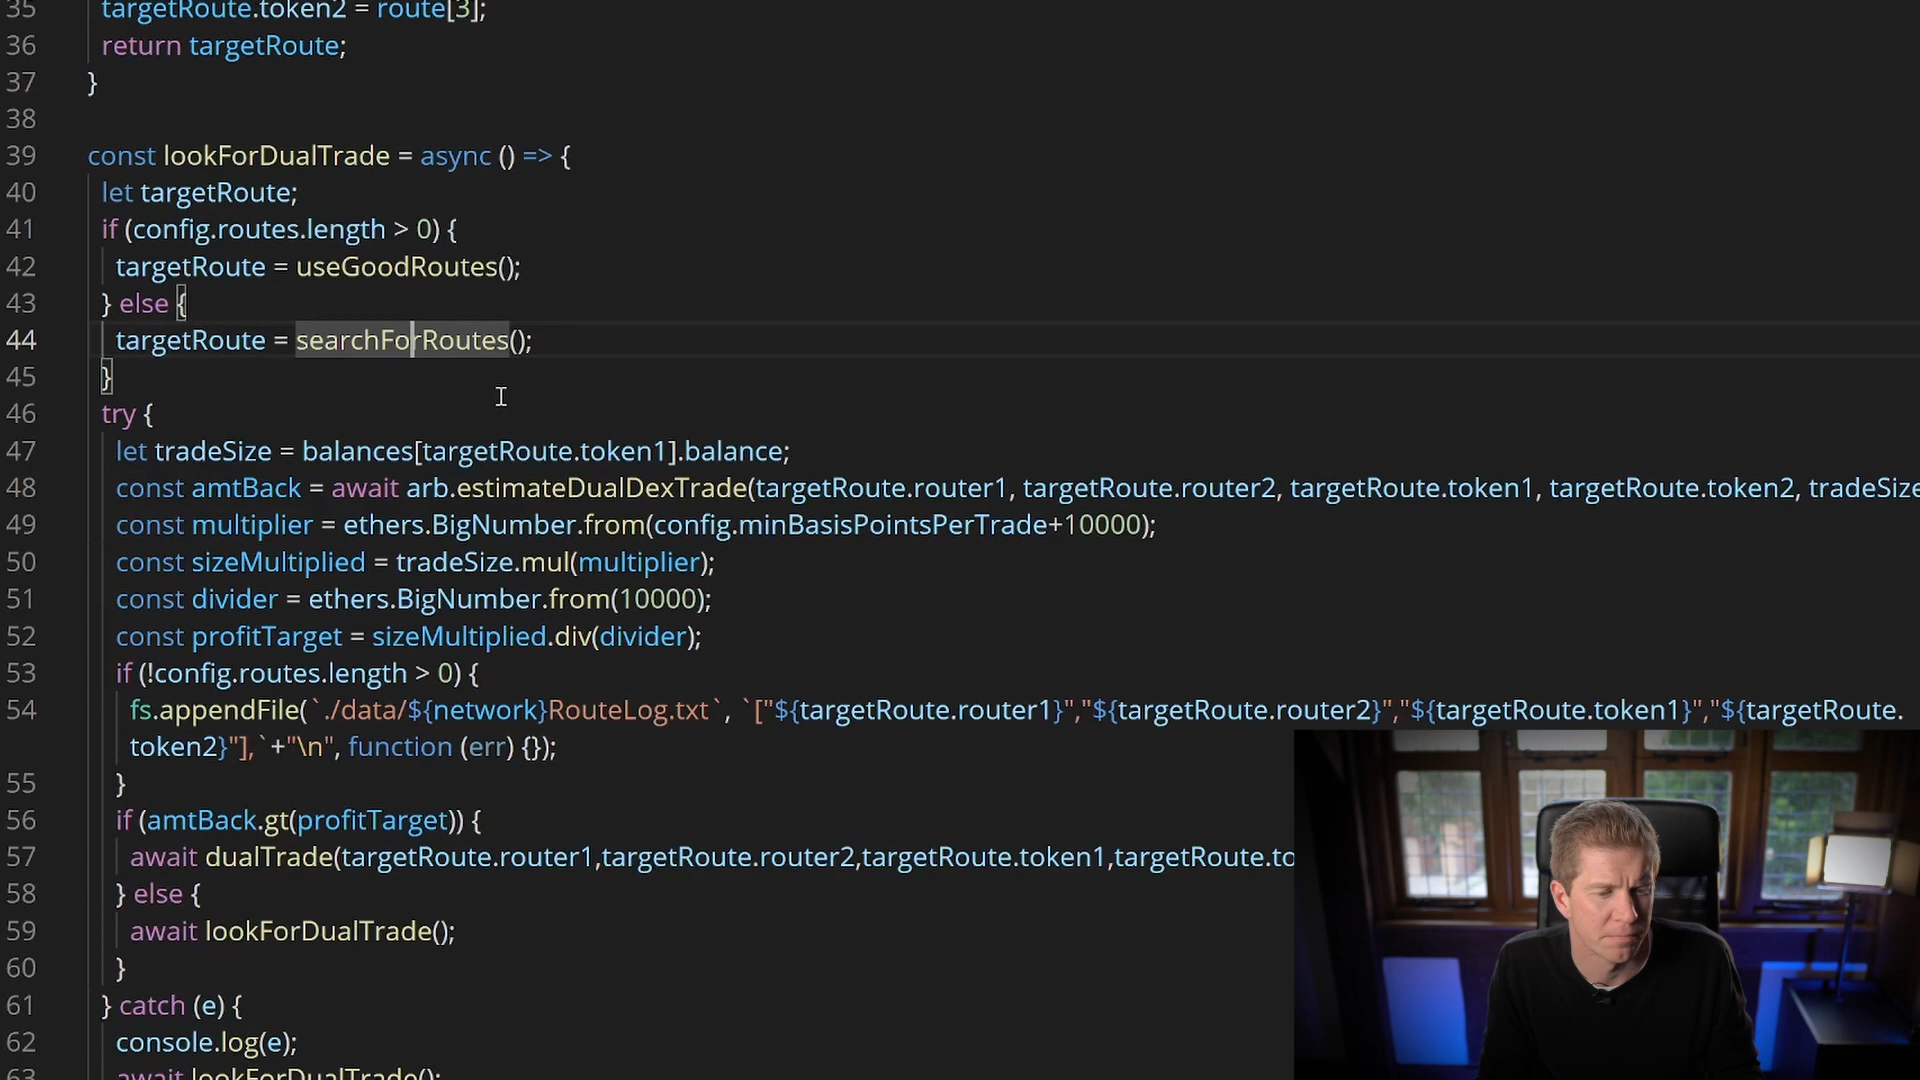 35 targetRoute.token2 = route[3];
36 return targetRoute;
37 }
38
39 const lookForDualTrade = async () => {
40 let targetRoute;
41 if (config.routes.length > 0) {
42 targetRoute = useGoodRoutes();
43 } else {
44 targetRoute = searchForRoutes();
45 }
46 try {
47 let tradeSize = balances[targetRoute.token1].balance;
48 const amtBack = await arb.estimateDualDexTrade(targetRoute.router1, targetRoute.router2, targetRoute.token1, targetRoute.token2, tradeSize
49 const multiplier = ethers.BigNumber.from(config.minBasisPointsPerTrade+10000);
50 const sizeMultiplied = tradeSize.mul(multiplier);
51 const divider = ethers.BigNumber.from(10000);
52 const profitTarget = sizeMultiplied.div(divider);
53 if (!config.routes.length > 0) {
54 fs.appendFile(`./data/${network}RouteLog.txt`, `["${targetRoute.router1}","${targetRoute.router2}","${targetRoute.token1}","${targetRoute.
token2}"],`+"\n", function (err) {});
55 }
56 if (amtBack.gt(profitTarget)) {
57 await dualTrade(targetRoute.router1,targetRoute.router2,targetRoute.token1,targetRoute.to
58 } else {
59 await lookForDualTrade();
60 }
61 } catch (e) {
62 console.log(e);
63 await lookForDualTrade();